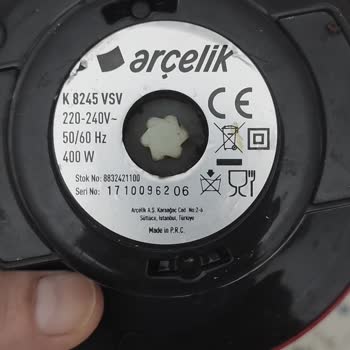 arçelik
K 8245 VSV
220-240V~
50/60 Hz
400 W
CE
Stok No: 8832421100
Seri No: 1710096206
Arçelik A.Ş. Karaağaç Cad. No:2-6
Sütlüce, İstanbul, Türkiye
Made in P.R.C.